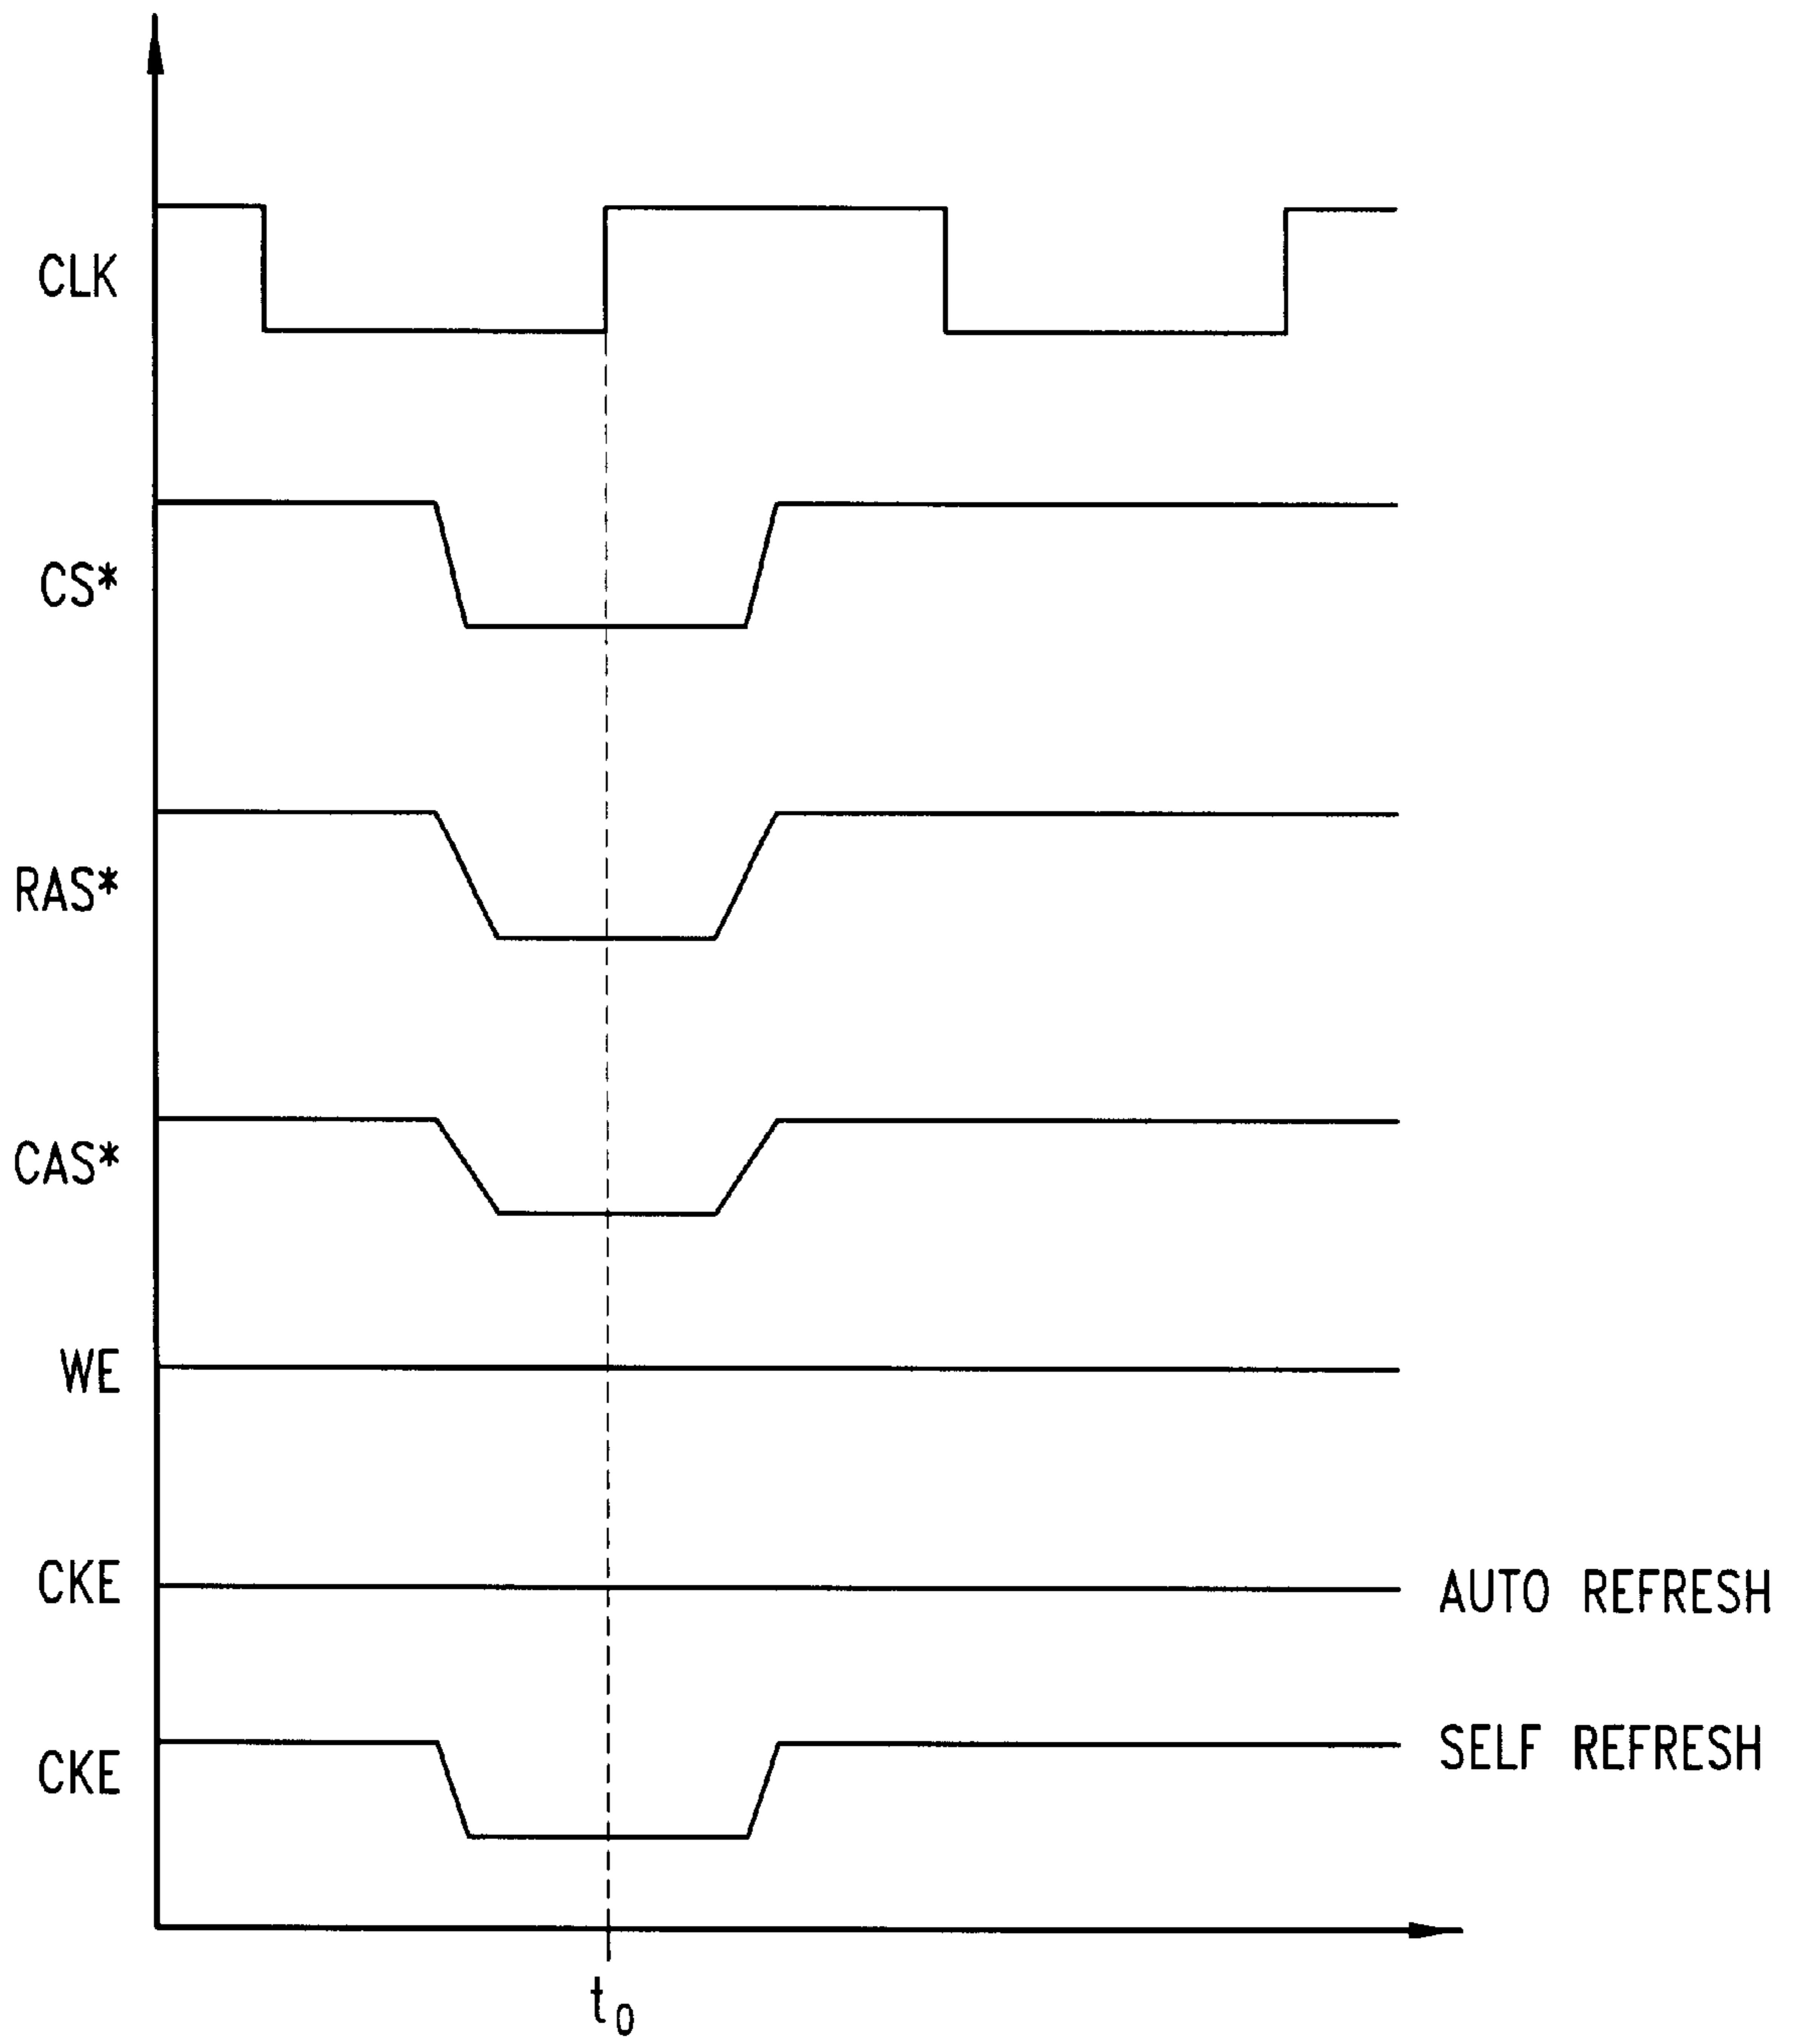 CLK
CS*
RAS*
CAS*
WE
CKE AUTO REFRESH
CKE SELF REFRESH
t0